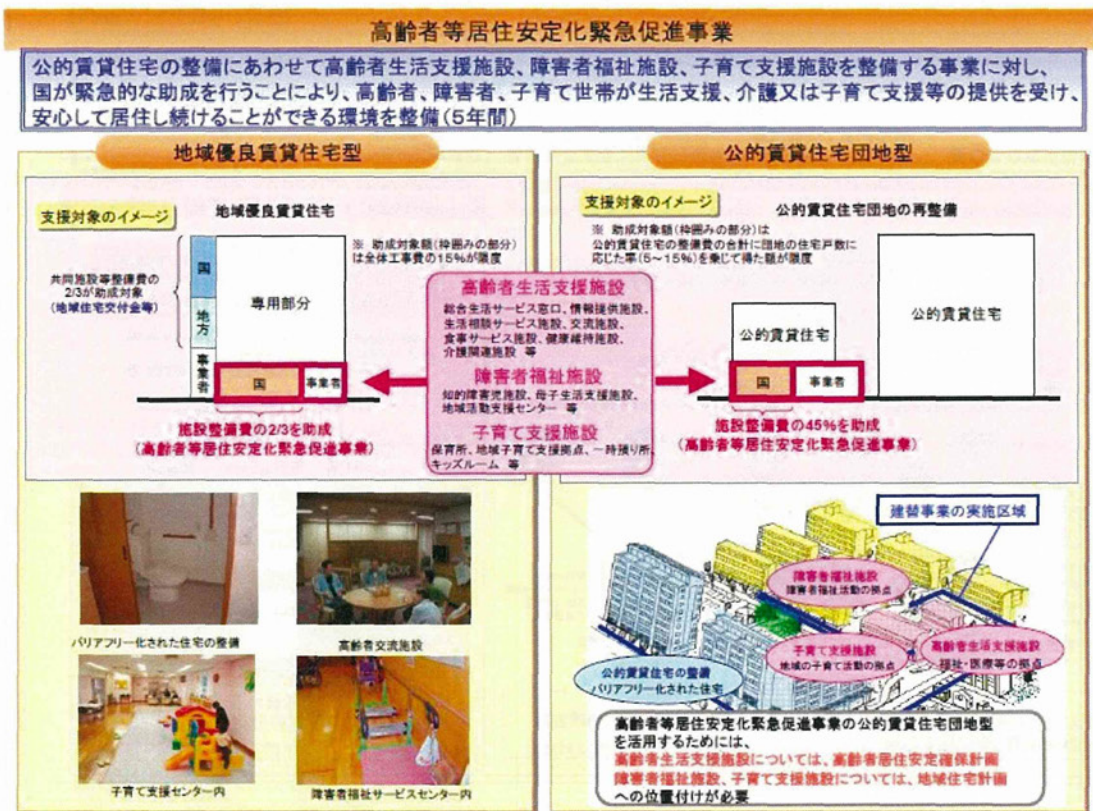 高齢者等居住安定化緊急促進事業
公的賃貸住宅の整備にあわせて高齢者生活支援施設、障害者福祉施設、子育て支援施設を整備する事業に対し、
国が緊急的な助成を行うことにより、高齢者、障害者、子育て世帯が生活支援、介護又は子育て支援等の提供を受け、
安心して居住し続けることができる環境を整備(5年間)
地域優良賃貸住宅型
支援対象のイメージ
地域優良賃貸住宅
※ 助成対象額(枠囲みの部分)
は全体工事費の15%が限度
共同施設等整備費の
2/3が助成対象
(地域住宅交付金等)
国
地方
事業者
専用部分
国
事業者
施設整備費の2/3を助成
(高齢者等居住安定化緊急促進事業)
高齢者生活支援施設
総合生活サービス窓口、情報提供施設、
生活相談サービス施設、交流施設、
食事サービス施設、健康維持施設、
介護関連施設 等
障害者福祉施設
知的障害児施設、母子生活支援施設、
地域活動支援センター 等
子育て支援施設
保育所、地域子育て支援拠点、一時預り所、
キッズルーム 等
公的賃貸住宅団地型
支援対象のイメージ
公的賃貸住宅団地の再整備
※ 助成対象額(枠囲みの部分)は
公的賃貸住宅の整備費の合計に団地の住宅戸数に
応じた率(5~15%)を乗じて得た額が限度
公的賃貸住宅
公的賃貸住宅
国
事業者
施設整備費の45%を助成
(高齢者等居住安定化緊急促進事業)
バリアフリー化された住宅の整備
高齢者交流施設
子育て支援センター内
障害者福祉サービスセンター内
建替事業の実施区域
障害者福祉施設
障害者福祉活動の拠点
子育て支援施設
地域の子育て活動の拠点
高齢者生活支援施設
福祉・医療等の拠点
公的賃貸住宅の整備
バリアフリー化された住宅
高齢者等居住安定化緊急促進事業の公的賃貸住宅団地型
を活用するためには、
高齢者生活支援施設については、高齢者居住安定確保計画
障害者福祉施設、子育て支援施設については、地域住宅計画
への位置付けが必要